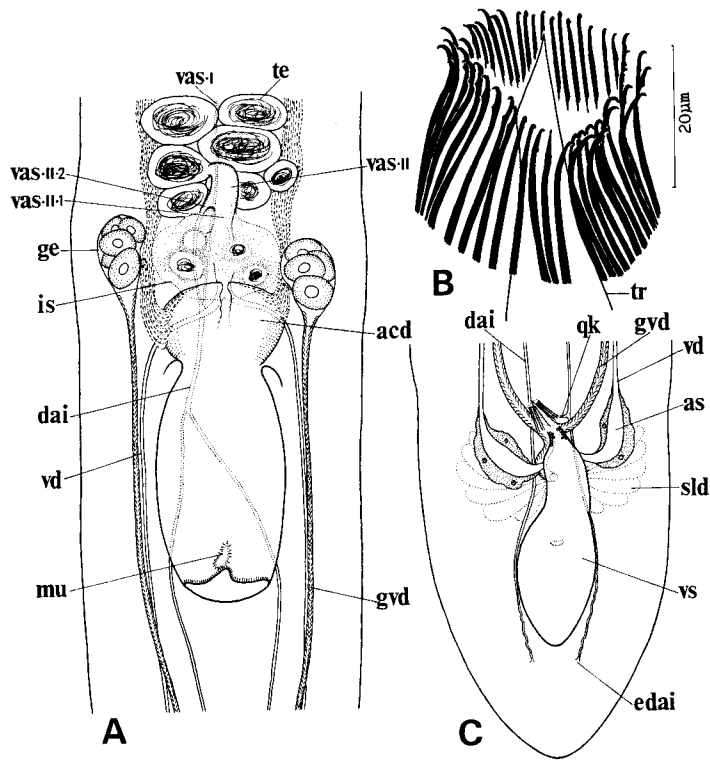 B
vas-I
te
vas-II-2
vas-II
vas-II-1
20µm
ge
is
tr
acd
dai
qk
gvd
vd
dai
as
vd
sld
mu
gvd
vs
edai
A
C